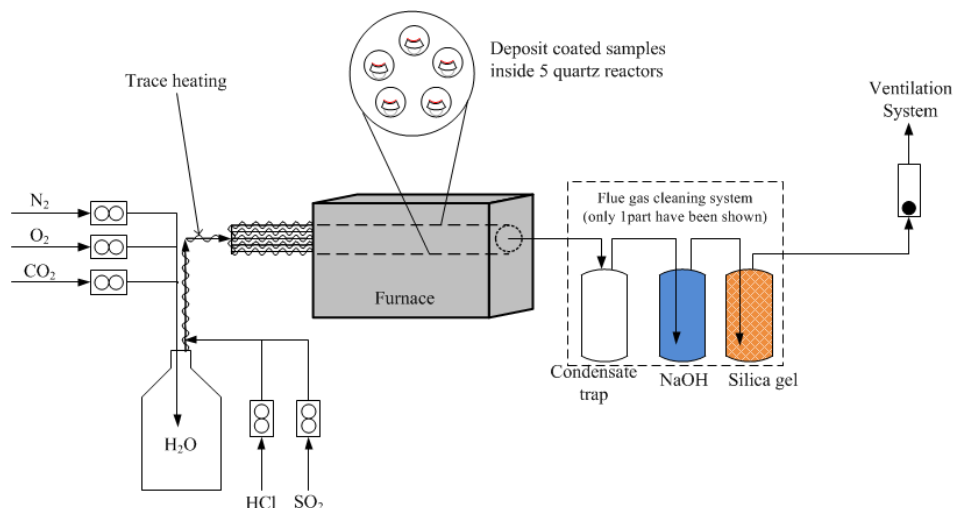 Deposit coated samples
inside 5 quartz reactors
Trace heating
Ventilation
System
N₂
O₂
CO₂
Flue gas cleaning system
(only 1part have been shown)
Furnace
Condensate
trap
NaOH
Silica gel
H₂O
HCl
SO₂